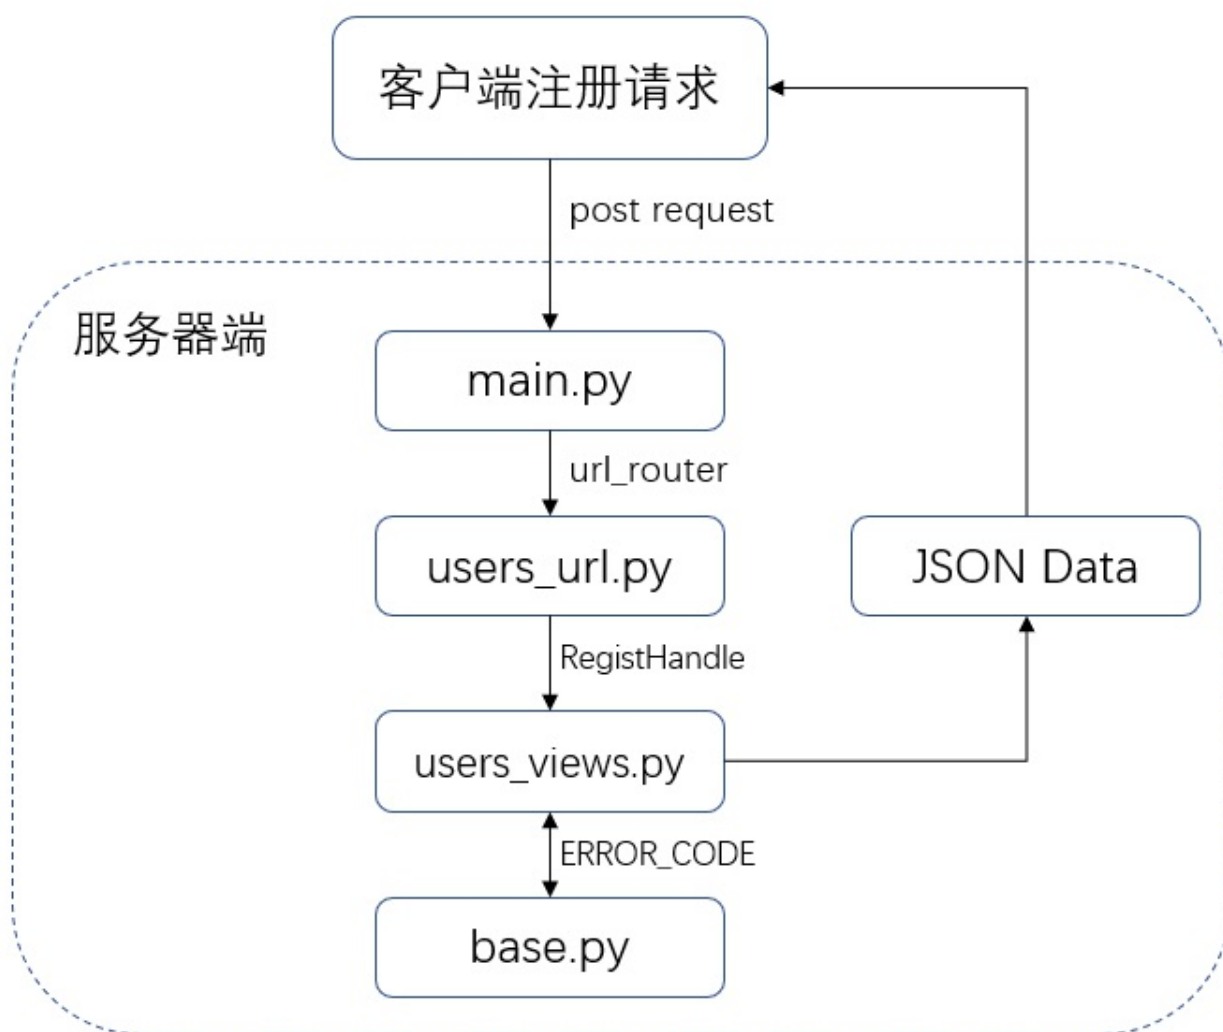 客户端注册请求
post request
服务器端
main.py
url_router
users_url.py
JSON Data
RegistHandle
users_views.py
ERROR_CODE
base.py